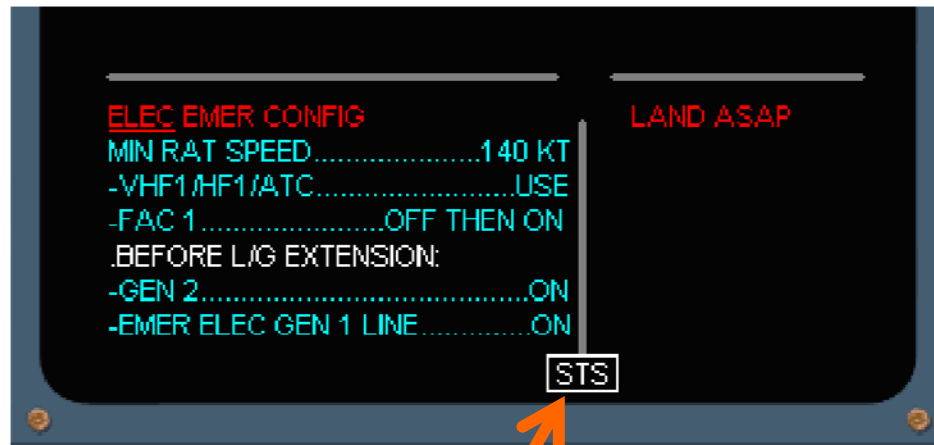 ELEC EMER CONFIG LAND ASAP
MIN RAT SPEED.....................140 KT
-VHF1/HF1/ATC.........................USE
-FAC 1.......................OFF THEN ON
.BEFORE L/G EXTENSION:
-GEN 2.........................................ON
-EMER ELEC GEN 1 LINE..............ON
STS